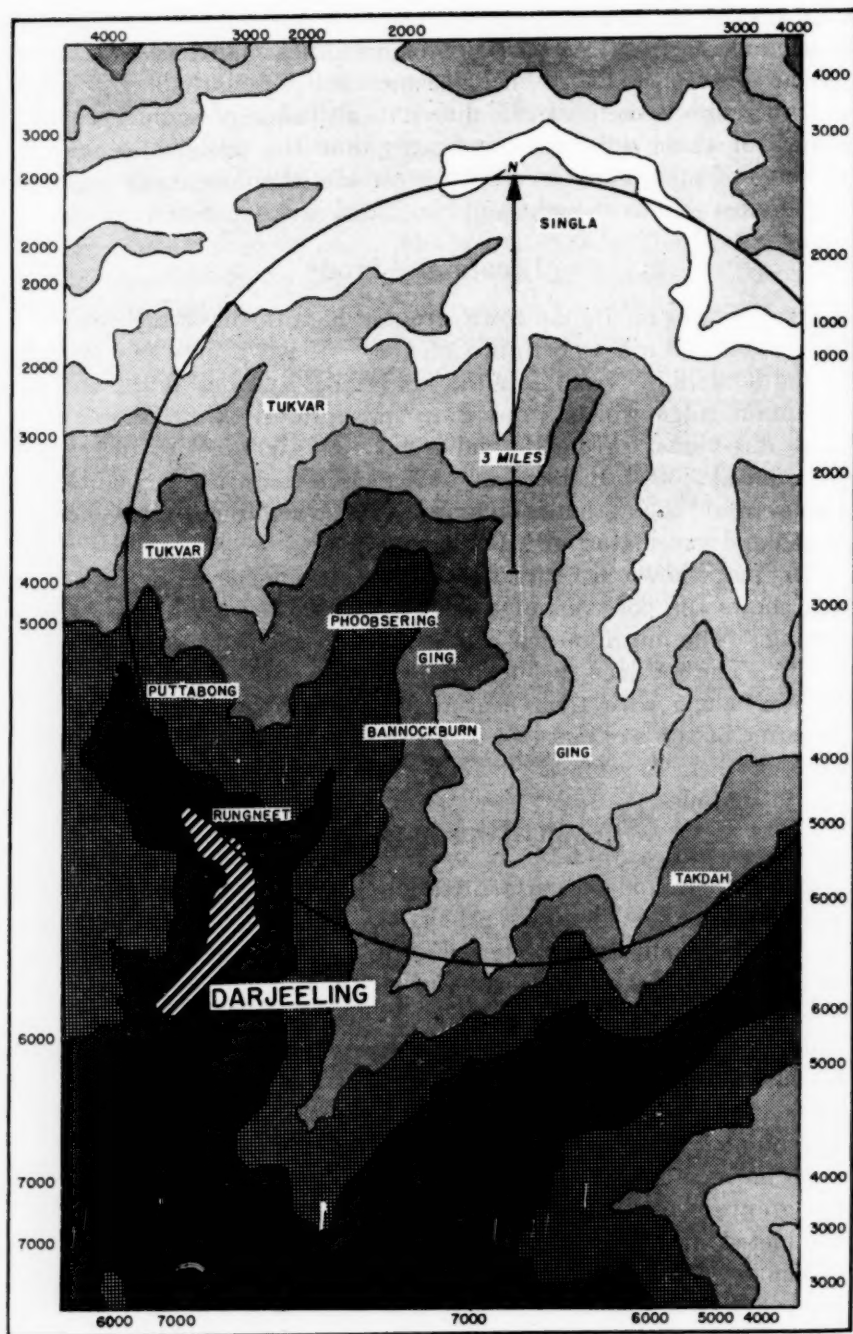 4000 3000 2000 2000 3000 4000
4000
3000 3000
2000
N
SINGLA
2000 2000
2000
1000
1000
2000
TUKVAR
3000
3 MILES
2000
TUKVAR
4000
3000
5000
PHOOBSERING
GING
PUTTABONG
BANNOCKBURN
GING
4000
RUNGNEET
5000
TAKDAH
6000
DARJEELING
6000
6000
5000
7000
4000
3000
7000
3000
6000 7000 7000 6000 5000 4000